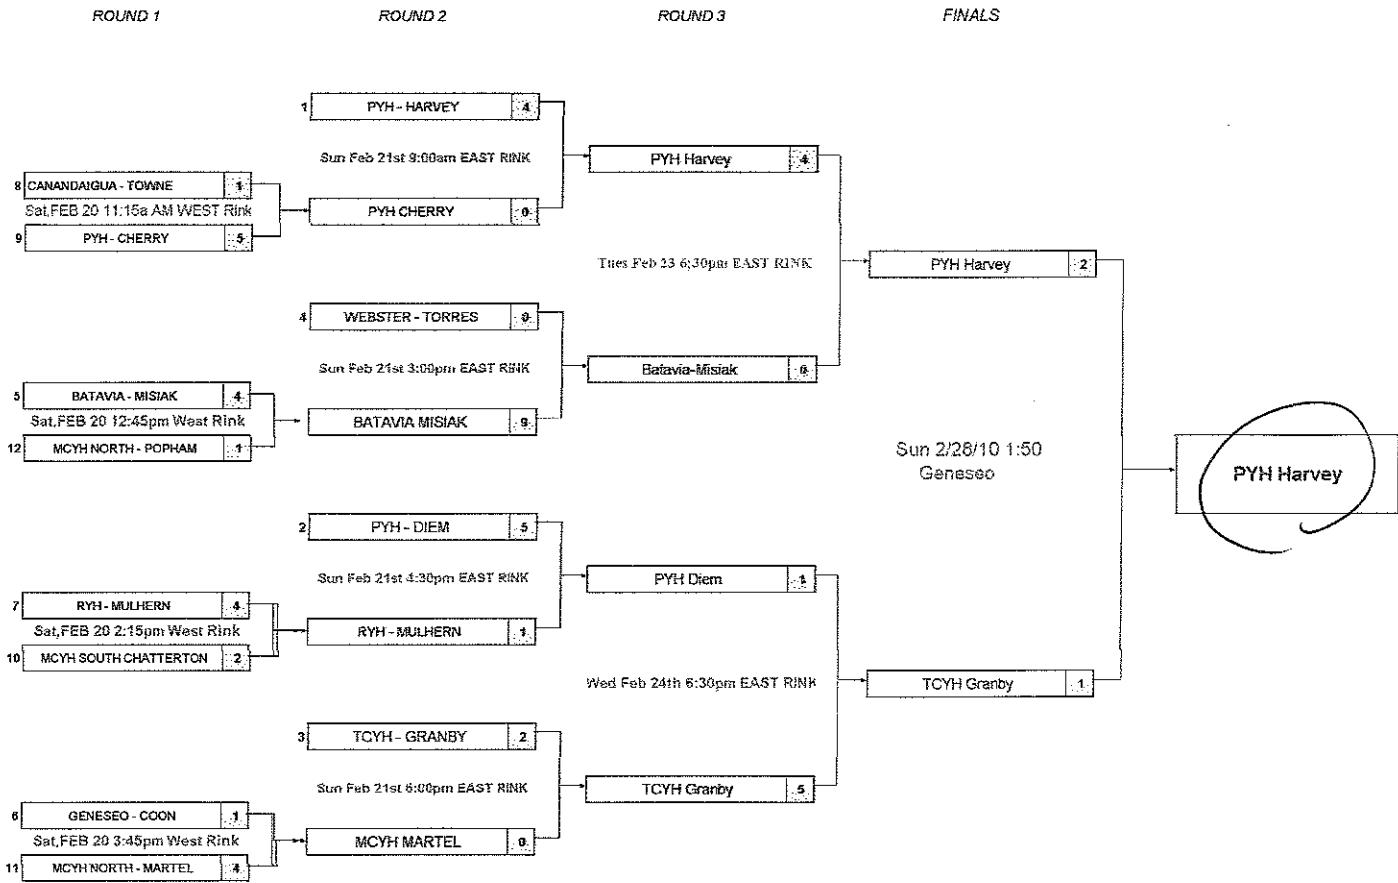 ROUND 1
ROUND 2
ROUND 3
FINALS
1 PYH - HARVEY 4
Sun Feb 21st 9:00am EAST RINK
PYH CHERRY 0
8 CANANDAIGUA - TOWNE 1
Sat,FEB 20 11:15a AM WEST Rink
9 PYH - CHERRY 5
4 WEBSTER - TORRES 0
Sun Feb 21st 3:00pm EAST RINK
BATAVIA MISIAK 9
5 BATAVIA - MISIAK 4
Sat,FEB 20 12:45pm West Rink
12 MCYH NORTH - POPHAM 1
2 PYH - DIEM 5
Sun Feb 21st 4:30pm EAST RINK
RYH - MULHERN 1
7 RYH - MULHERN 4
Sat,FEB 20 2:15pm West Rink
10 MCYH SOUTH CHATTERTON 2
3 TCYH - GRANBY 2
Sun Feb 21st 6:00pm EAST RINK
MCYH MARTEL 0
6 GENESEO - COON 1
Sat,FEB 20 3:45pm West Rink
11 MCYH NORTH - MARTEL 4
PYH Harvey 4
Tues Feb 23 6;30pm EAST RINK
Batavia-Misiak
PYH Diem 1
Wed Feb 24th 6:30pm EAST RINK
TCYH Granby 5
PYH Harvey 2
Sun 2/28/10 1:50
Geneseo
TCYH Granby 1
PYH Harvey